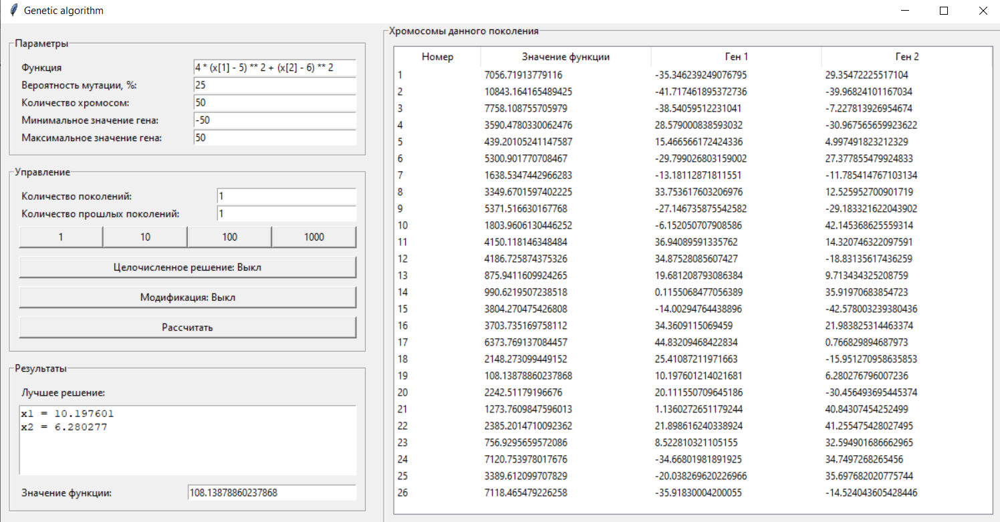 Genetic algorithm
Параметры
Функция 4 * (x[1] - 5) ** 2 + (x[2] - 6) ** 2
Вероятность мутации, %: 25
Количество хромосом: 50
Минимальное значение гена: -50
Максимальное значение гена: 50
Управление
Количество поколений: 1
Количество прошлых поколений: 1
1 10 100 1000
Целочисленное решение: Выкл
Модификация: Выкл
Рассчитать
Результаты
Лучшее решение:
x1 = 10.197601
x2 = 6.280277
Значение функции: 108.13878860237868
Хромосомы данного поколения
Номер Значение функции Ген 1 Ген 2
1 7056.71913779116 -35.346239249076795 29.35472225517104
2 10843.164165489425 -41.717461895372736 -39.96824101167034
3 7758.108755705979 -38.54059512231041 -7.227813926954674
4 3590.4780330062476 28.579000838593032 -30.967565659923622
5 439.20105241147587 15.466566172424336 4.997491823212329
6 5300.901770708467 -29.799026803159002 27.377855479924833
7 1638.5347442966283 -13.18112871811551 -11.785414767103134
8 3349.6701597402225 33.753617603206976 12.525952700901719
9 5371.516630167768 -27.146735875542582 -29.183321622043902
10 1803.9606130446252 -6.152050707908586 42.145368625559314
11 4150.118146348484 36.94089591335762 14.320746322097591
12 4186.725874375326 34.87528085607427 -18.83135617436259
13 875.9411609924265 19.681208793086384 9.713434325208759
14 990.6219507238518 0.1155068477056389 35.91970683854723
15 3804.270475426808 -14.00294764438896 -42.578003239380436
16 3703.735169758112 34.3609115069459 21.983825314463374
17 6373.769137084457 44.83209468422834 0.766829894687973
18 2148.273099449152 25.41087211971663 -15.951270958635853
19 108.13878860237868 10.197601214021681 6.280276796007236
20 2242.51179196676 20.111550709645186 -30.456493695445374
21 1273.7609847596013 1.1360272651179244 40.84307454252499
22 2385.2014710092362 21.898616240338924 41.255475428027495
23 756.9295659572086 8.522810321105155 32.594901686662965
24 7120.753978017676 -34.66801981891925 34.7497268265456
25 3389.612099707829 -20.038269620226966 35.697682020775744
26 7118.465479226258 -35.91830004200055 -14.524043605428446